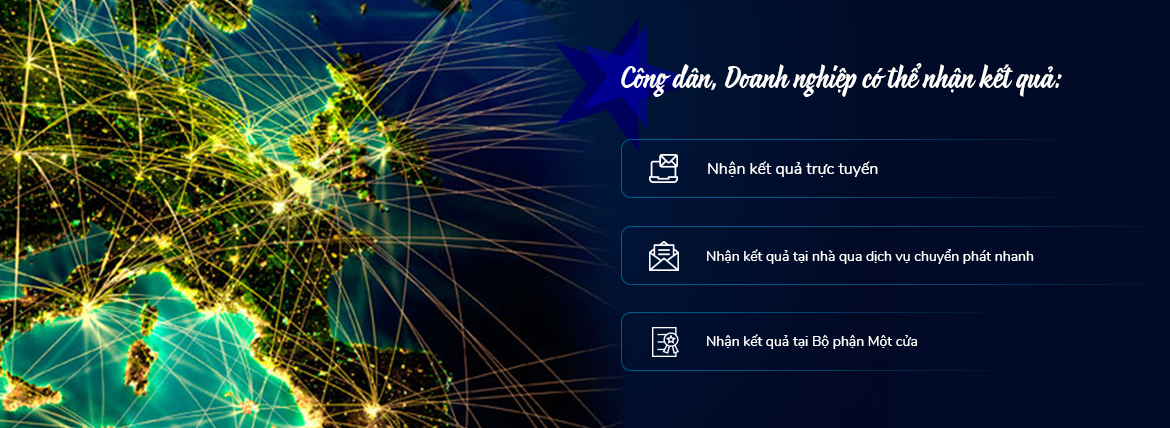 Công dân, Doanh nghiệp có thể nhận kết quả:
Nhận kết quả trực tuyến
Nhận kết quả tại nhà qua dịch vụ chuyển phát nhanh
Nhận kết quả tại Bộ phận Một cửa